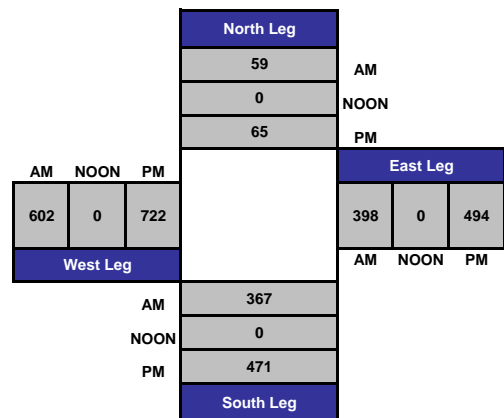 North Leg
59
AM
0
NOON
65
PM
AM NOON PM
East Leg
602 0 722
398 0 494
West Leg
AM NOON PM
AM
367
NOON
0
PM
471
South Leg